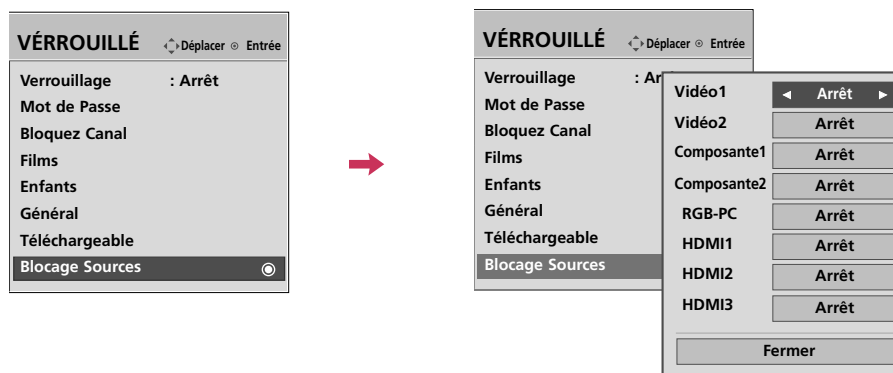 VÉRROUILLÉ Déplacer Entrée
Verrouillage : Arrêt
Mot de Passe
Bloquez Canal
Films
Enfants
Général
Téléchargeable
Blocage Sources
VÉRROUILLÉ Déplacer Entrée
Verrouillage : Ar
Mot de Passe
Bloquez Canal
Films
Enfants
Général
Téléchargeable
Blocage Sources
Vidéo1 Arrêt
Vidéo2 Arrêt
Composante1 Arrêt
Composante2 Arrêt
RGB-PC Arrêt
HDMI1 Arrêt
HDMI2 Arrêt
HDMI3 Arrêt
Fermer